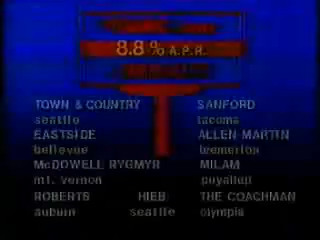 8.8% A.P.R.
TOWN & COUNTRY SANFORD
seattle tacoma
EASTSIDE ALLEN MARTIN
bellevue bremerton
McDOWELL RYGMYR MILAM
mt. vernon puyallup
ROBERTS HIEB THE COACHMAN
auburn seattle olympia